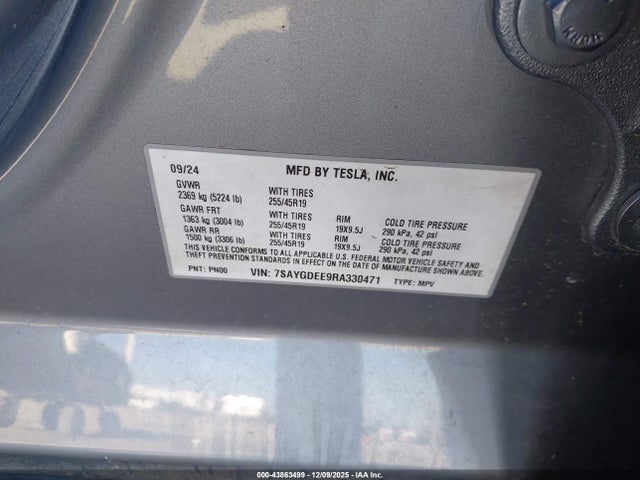 09/24 MFD BY TESLA, INC.
GVWR WITH TIRES
2369 kg (5224 lb) 255/45R19
GAWR FRT WITH TIRES RIM COLD TIRE PRESSURE
1363 kg (3004 lb) 255/45R19 19X9.5J 290 kPa, 42 psi
GAWR RR WITH TIRES RIM COLD TIRE PRESSURE
1500 kg (3306 lb) 255/45R19 19X9.5J 290 kPa, 42 psi
THIS VEHICLE CONFORMS TO ALL APPLICABLE U.S. FEDERAL MOTOR VEHICLE SAFETY AND
THEFT PREVENTION STANDARDS IN EFFECT ON THE DATE OF MANUFACTURE SHOWN ABOVE.
PNT: PN00 VIN: 7SAYGDEE9RA330471 TYPE: MPV
000-43863499 - 12/09/2025 - IAA Inc.